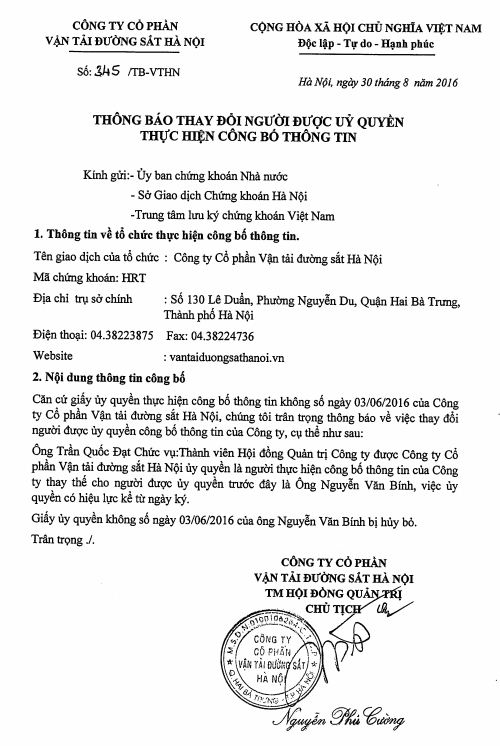 CÔNG TY CỔ PHẦN
VẬN TẢI ĐƯỜNG SẮT HÀ NỘI
CỘNG HÒA XÃ HỘI CHỦ NGHĨA VIỆT NAM
Độc lập - Tự do - Hạnh phúc
Số: 345 /TB-VTHN
Hà Nội, ngày 30 tháng 8 năm 2016
THÔNG BÁO THAY ĐỔI NGƯỜI ĐƯỢC UỶ QUYỀN
THỰC HIỆN CÔNG BỐ THÔNG TIN
Kính gửi:- Ủy ban chứng khoán Nhà nước
- Sở Giao dịch Chứng khoán Hà Nội
-Trung tâm lưu ký chứng khoán Việt Nam
1. Thông tin về tổ chức thực hiện công bố thông tin.
Tên giao dịch của tổ chức : Công ty Cổ phần Vận tải đường sắt Hà Nội
Mã chứng khoán: HRT
Địa chỉ trụ sở chính : Số 130 Lê Duẩn, Phường Nguyễn Du, Quận Hai Bà Trưng,
Thành phố Hà Nội
Điện thoại: 04.38223875 Fax: 04.38224736
Website : vantaiduongsathanoi.vn
2. Nội dung thông tin công bố
Căn cứ giấy ủy quyền thực hiện công bố thông tin không số ngày 03/06/2016 của Công
ty Cổ phần Vận tải đường sắt Hà Nội, chúng tôi trân trọng thông báo về việc thay đổi
người được ủy quyền công bố thông tin của Công ty, cụ thể như sau:
Ông Trần Quốc Đạt Chức vụ:Thành viên Hội đồng Quản trị Công ty được Công ty Cổ
phần Vận tải đường sắt Hà Nội ủy quyền là người thực hiện công bố thông tin của Công
ty thay thế cho người được ủy quyền trước đây là Ông Nguyễn Văn Bính, việc ủy
quyền có hiệu lực kể từ ngày ký.
Giấy ủy quyền không số ngày 03/06/2016 của ông Nguyễn Văn Bính bị hủy bỏ.
Trân trọng ./.
CÔNG TY CỔ PHẦN
VẬN TẢI ĐƯỜNG SẮT HÀ NỘI
TM HỘI ĐỒNG QUẢN TRỊ
CHỦ TỊCH
CÔNG TY
CỔ PHẦN
VẬN TẢI ĐƯỜNG SẮT
HÀ NỘI
Nguyễn Phú Cường